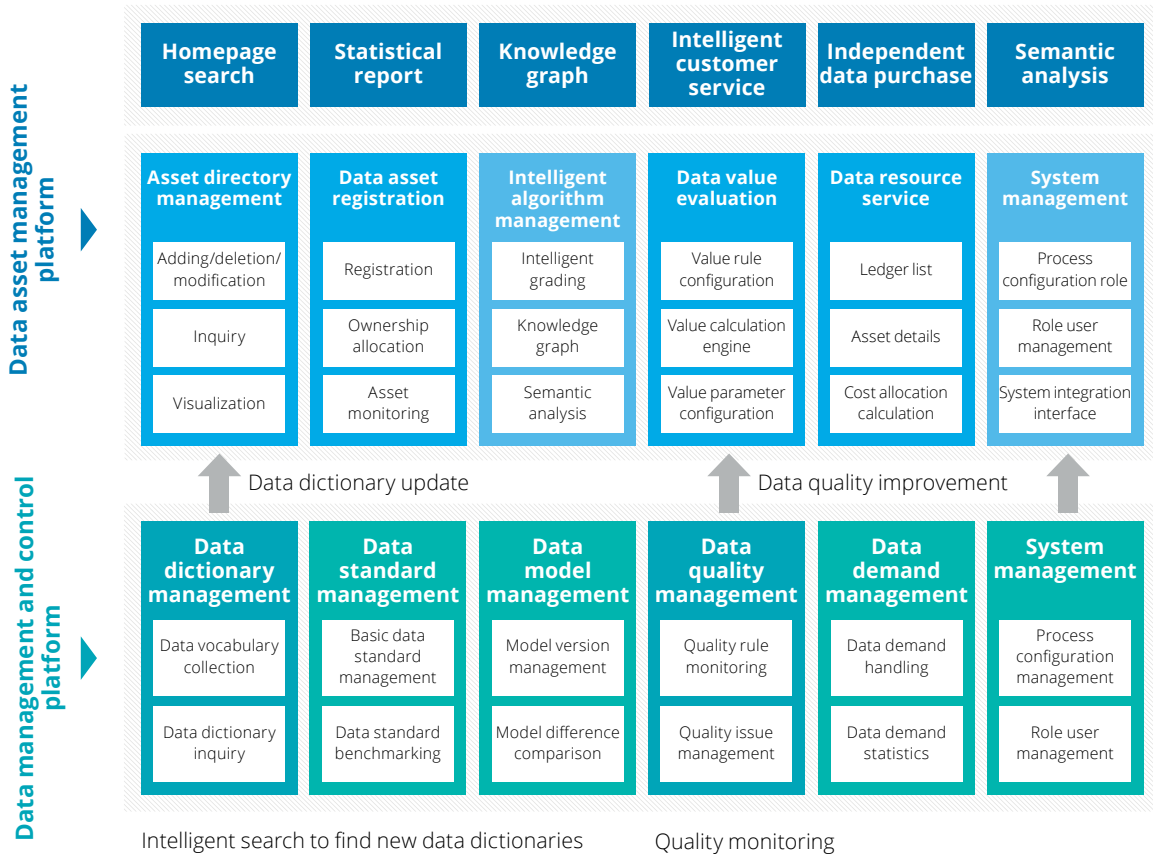 Data asset management
platform
Homepage
search
Statistical
report
Knowledge
graph
Intelligent
customer
service
Independent
data purchase
Semantic
analysis
Asset directory
management
Adding/deletion/
modification
Inquiry
Visualization
Data asset
registration
Registration
Ownership
allocation
Asset
monitoring
Intelligent
algorithm
management
Intelligent
grading
Knowledge
graph
Semantic
analysis
Data value
evaluation
Value rule
configuration
Value calculation
engine
Value parameter
configuration
Data resource
service
Ledger list
Asset details
Cost allocation
calculation
System
management
Process
configuration role
Role user
management
System integration
interface
Data dictionary update
Data quality improvement
Data management and control
platform
Data
dictionary
management
Data vocabulary
collection
Data dictionary
inquiry
Data
standard
management
Basic data
standard
management
Data standard
benchmarking
Data
model
management
Model version
management
Model difference
comparison
Data
quality
management
Quality rule
monitoring
Quality issue
management
Data
demand
management
Data demand
handling
Data demand
statistics
System
management
Process
configuration
management
Role user
management
Intelligent search to find new data dictionaries
Quality monitoring